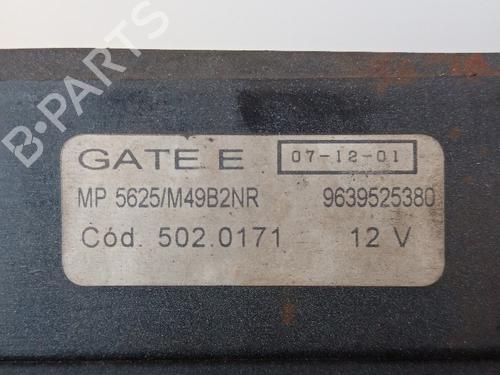 B-PARTS
GATE E 07-12-01
MP 5625/M49B2NR 9639525380
Cód. 502.0171 12 V